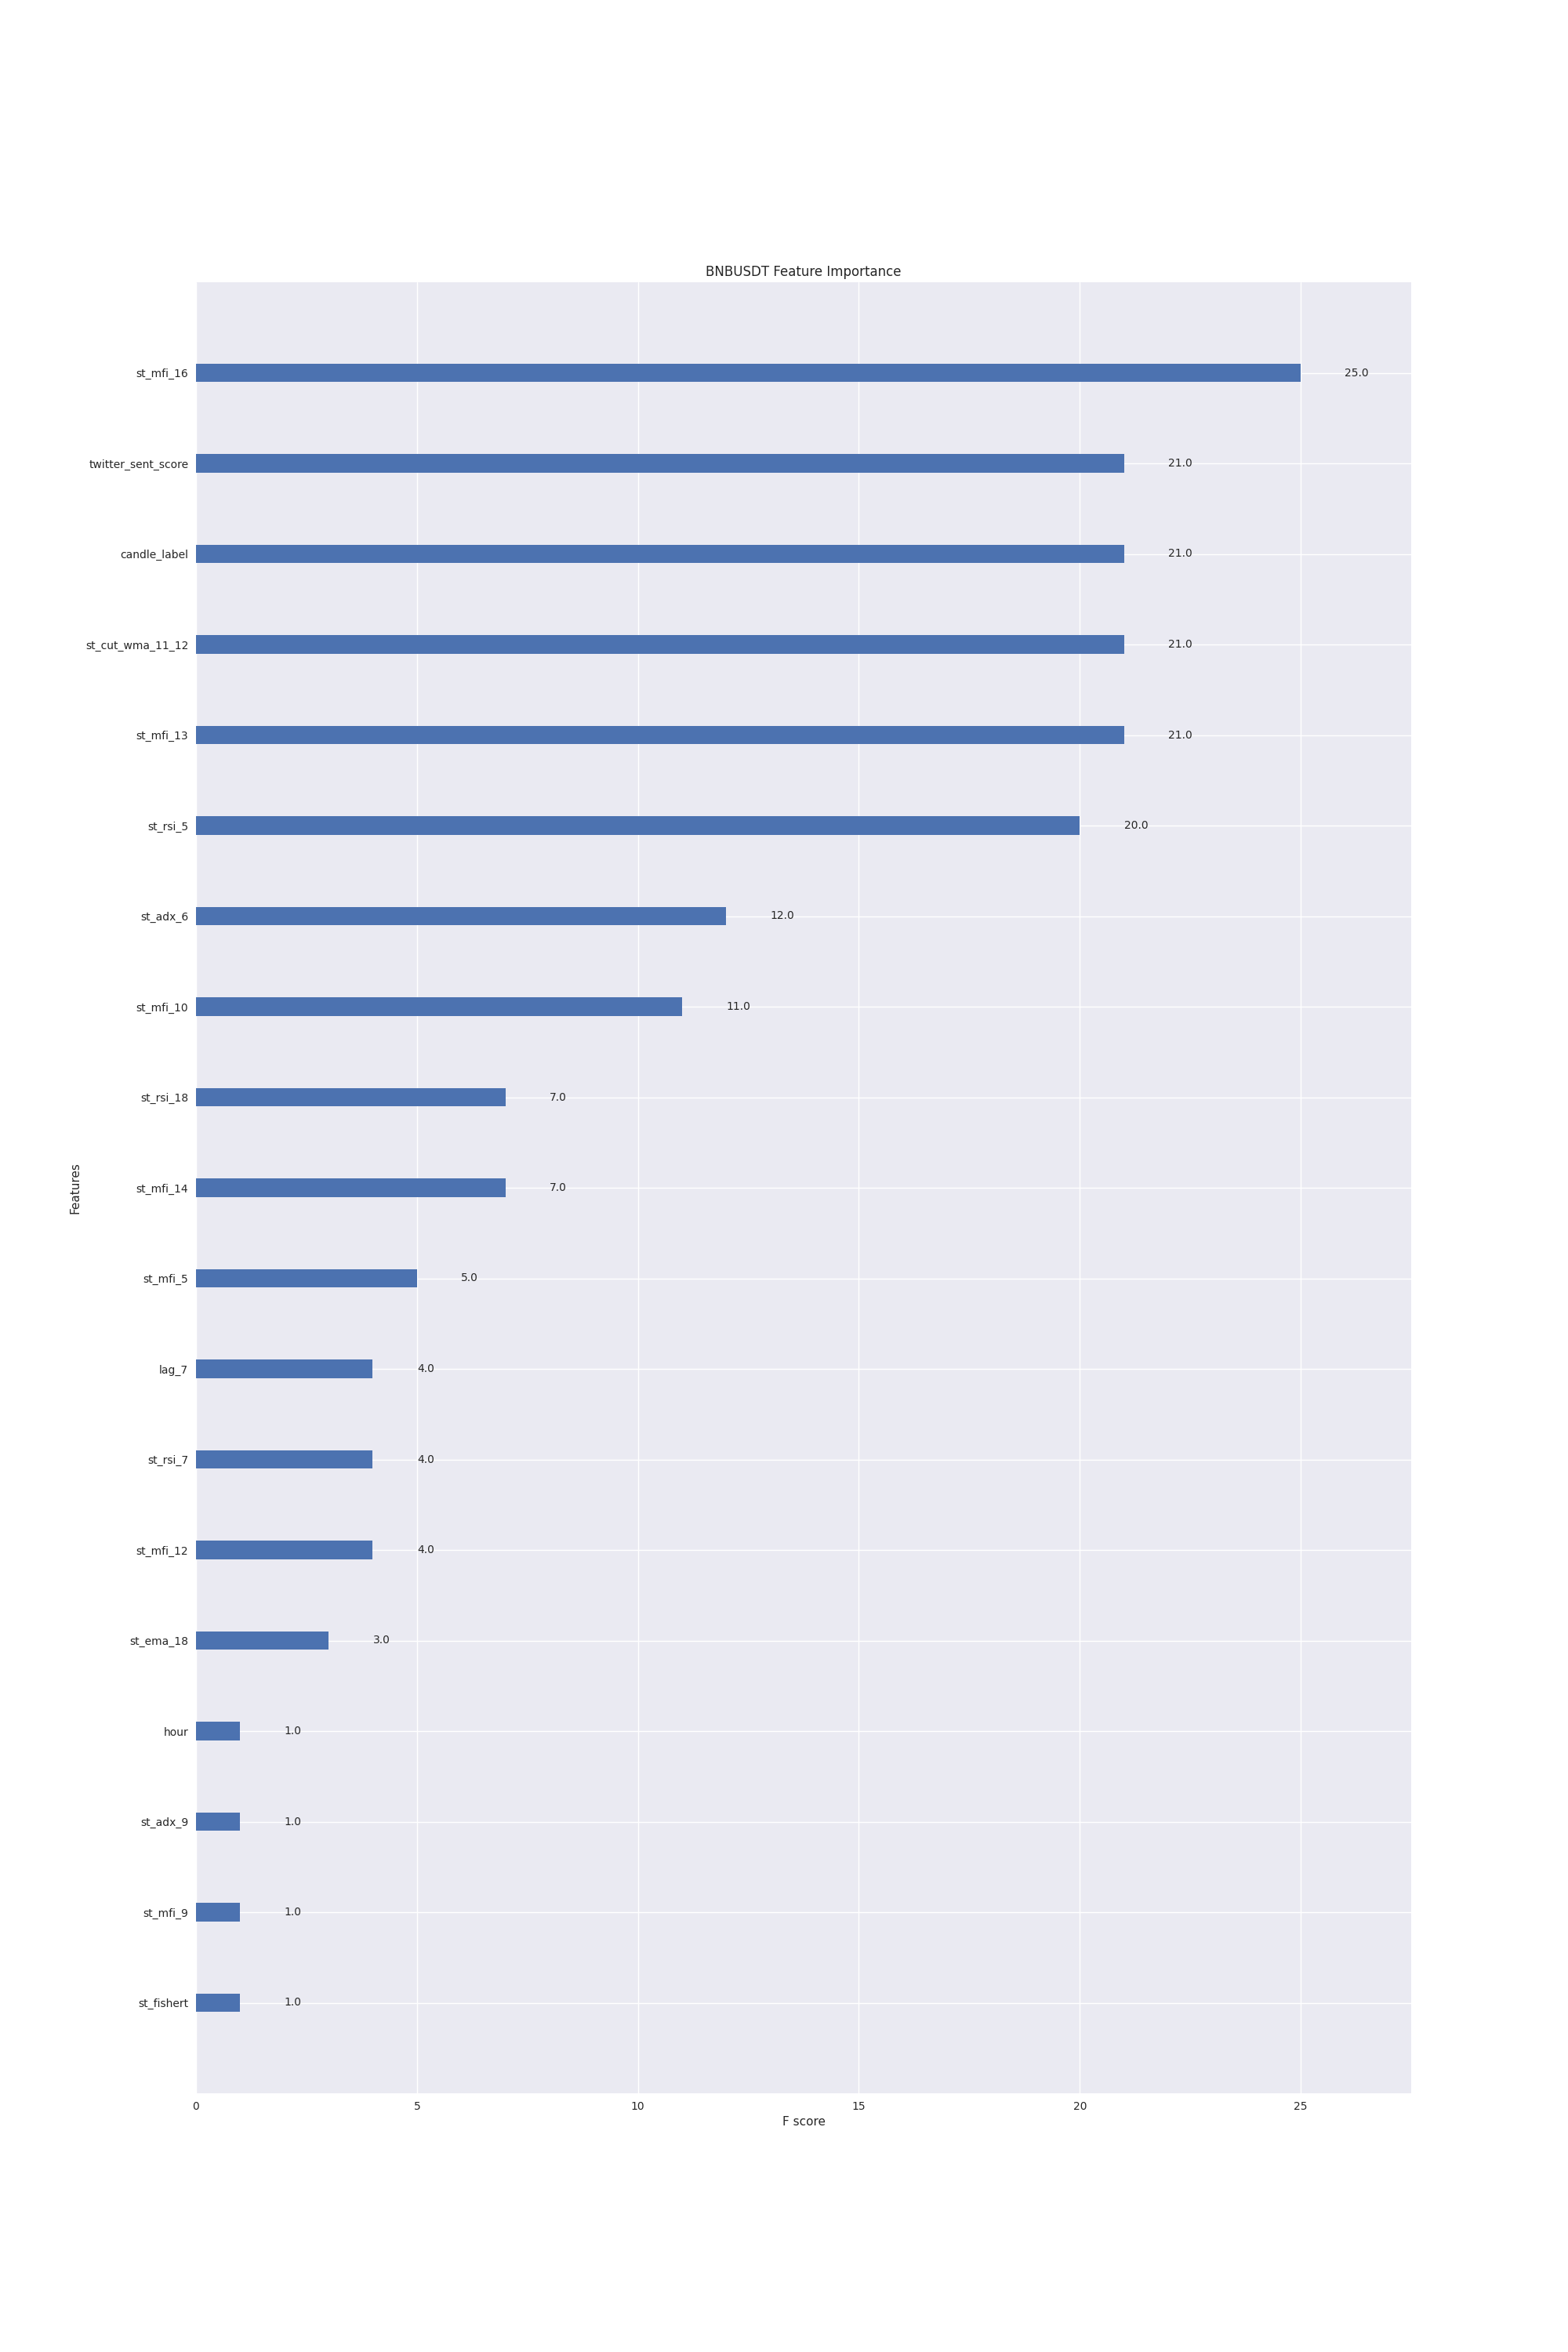 BNBUSDT Feature Importance
st_mfi_16 25.0
twitter_sent_score 21.0
candle_label 21.0
st_cut_wma_11_12 21.0
st_mfi_13 21.0
st_rsi_5 20.0
st_adx_6 12.0
st_mfi_10 11.0
st_rsi_18 7.0
Features
st_mfi_14 7.0
st_mfi_5 5.0
lag_7 4.0
st_rsi_7 4.0
st_mfi_12 4.0
st_ema_18 3.0
hour 1.0
st_adx_9 1.0
st_mfi_9 1.0
st_fishert 1.0
0 5 10 15 20 25
F score